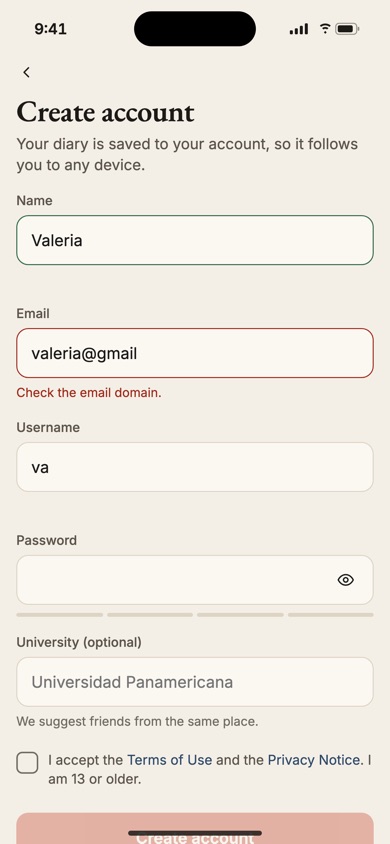 9:41
Create account
Your diary is saved to your account, so it follows
you to any device.
Name
Valeria
Email
valeria@gmail
Check the email domain.
Username
va
Password
University (optional)
Universidad Panamericana
We suggest friends from the same place.
I accept the Terms of Use and the Privacy Notice. I
am 13 or older.
Create account